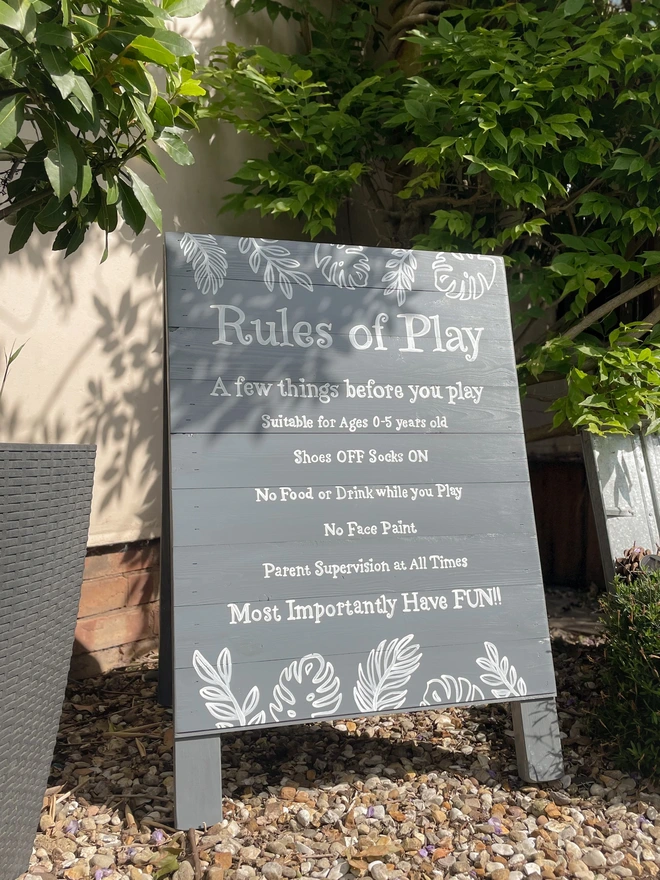 Rules of Play
A few things before you play
Suitable for Ages 0-5 years old
Shoes OFF Socks ON
No Food or Drink while you Play
No Face Paint
Parent Supervision at All Times
Most Importantly Have FUN!!